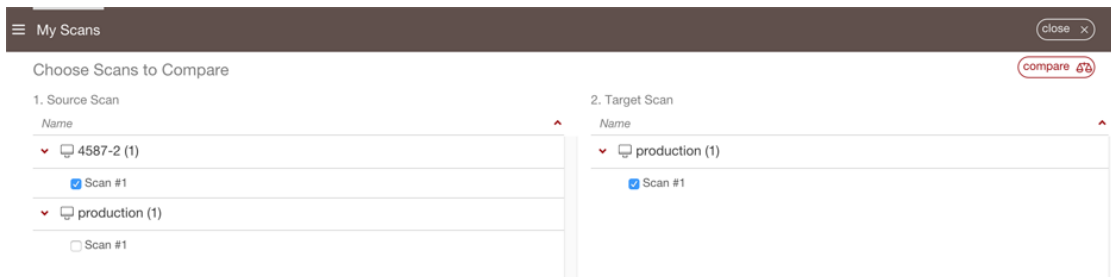 My Scans
close
Choose Scans to Compare
compare
1. Source Scan
Name
4587-2 (1)
Scan #1
production (1)
Scan #1
2. Target Scan
Name
production (1)
Scan #1